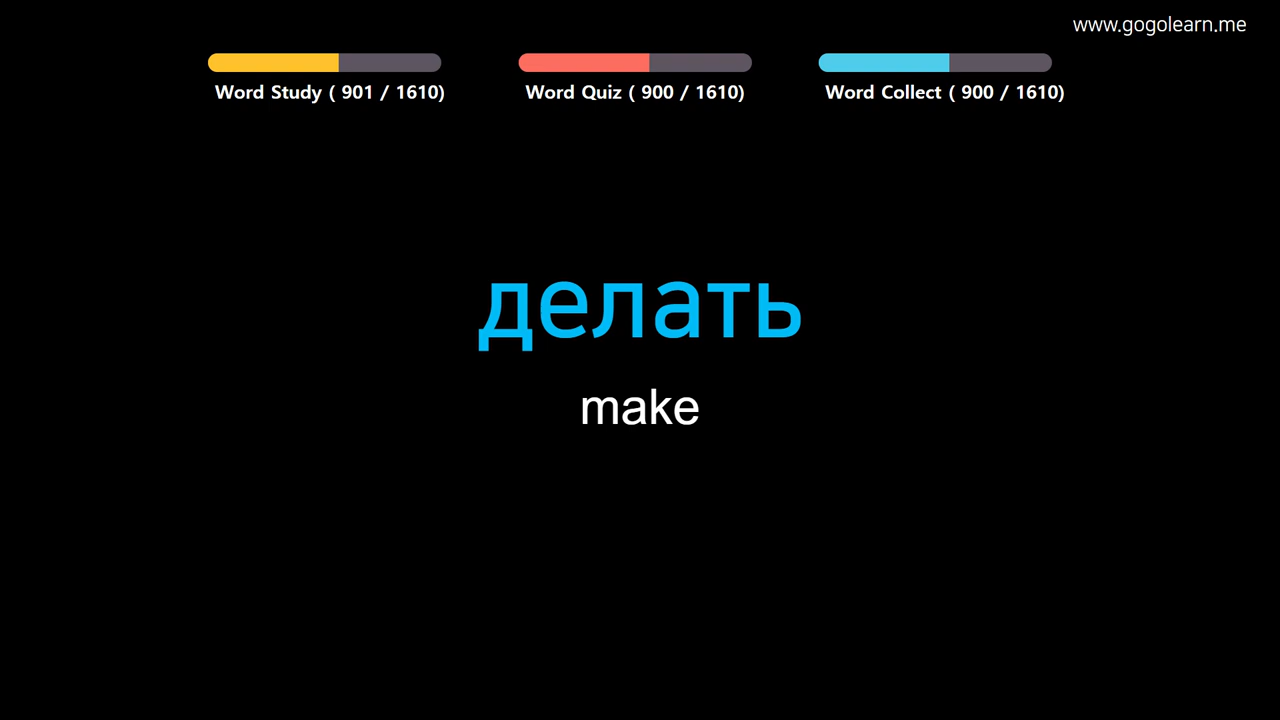 www.gogolearn.me
Word Study ( 901 / 1610)
Word Quiz ( 900 / 1610)
Word Collect ( 900 / 1610)
делать
make